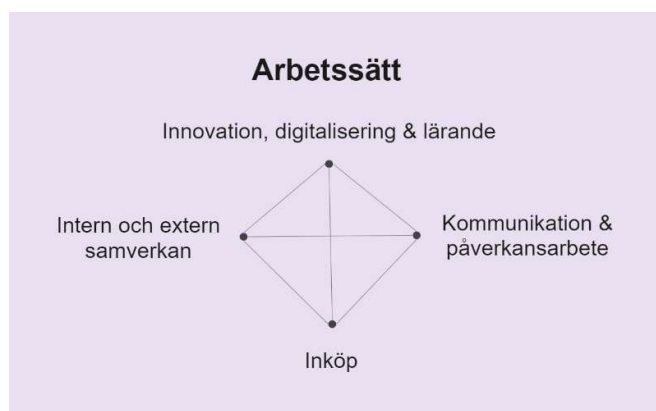 Arbetssätt
Innovation, digitalisering & lärande
Intern och extern
samverkan
Kommunikation &
påverkansarbete
Inköp